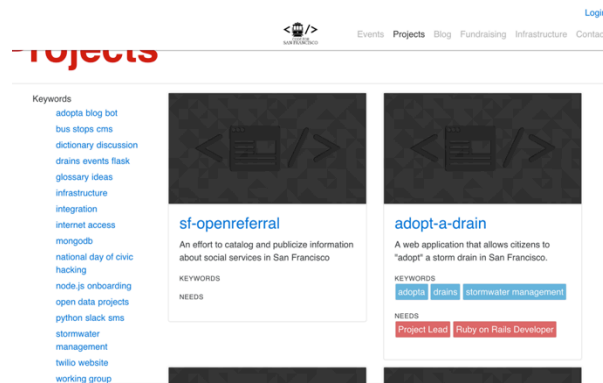 Login
SAN FRANCISCO
Events Projects Blog Fundraising Infrastructure Contac
Projects
Keywords
adopta blog bot
bus stops cms
dictionary discussion
drains events flask
glossary ideas
infrastructure
integration
internet access
mongodb
national day of civic
hacking
node.js onboarding
open data projects
python slack sms
stormwater
management
twilio website
working group
sf-openreferral
An effort to catalog and publicize information
about social services in San Francisco
KEYWORDS
NEEDS
adopt-a-drain
A web application that allows citizens to
"adopt" a storm drain in San Francisco.
KEYWORDS
adopta drains stormwater management
NEEDS
Project Lead Ruby on Rails Developer